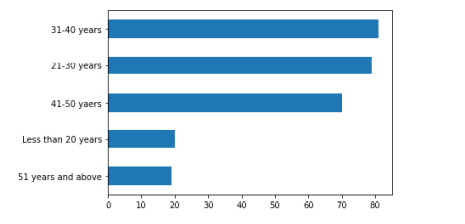 31-40 years
21-30 years
41-50 yaers
Less than 20 years
51 years and above
0 10 20 30 40 50 60 70 80